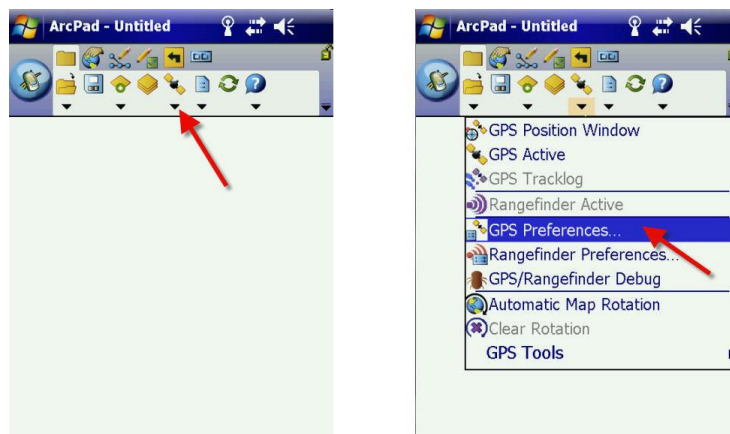 ArcPad - Untitled
ArcPad - Untitled
GPS Position Window
GPS Active
GPS Tracklog
Rangefinder Active
GPS Preferences...
Rangefinder Preferences...
GPS/Rangefinder Debug
Automatic Map Rotation
Clear Rotation
GPS Tools